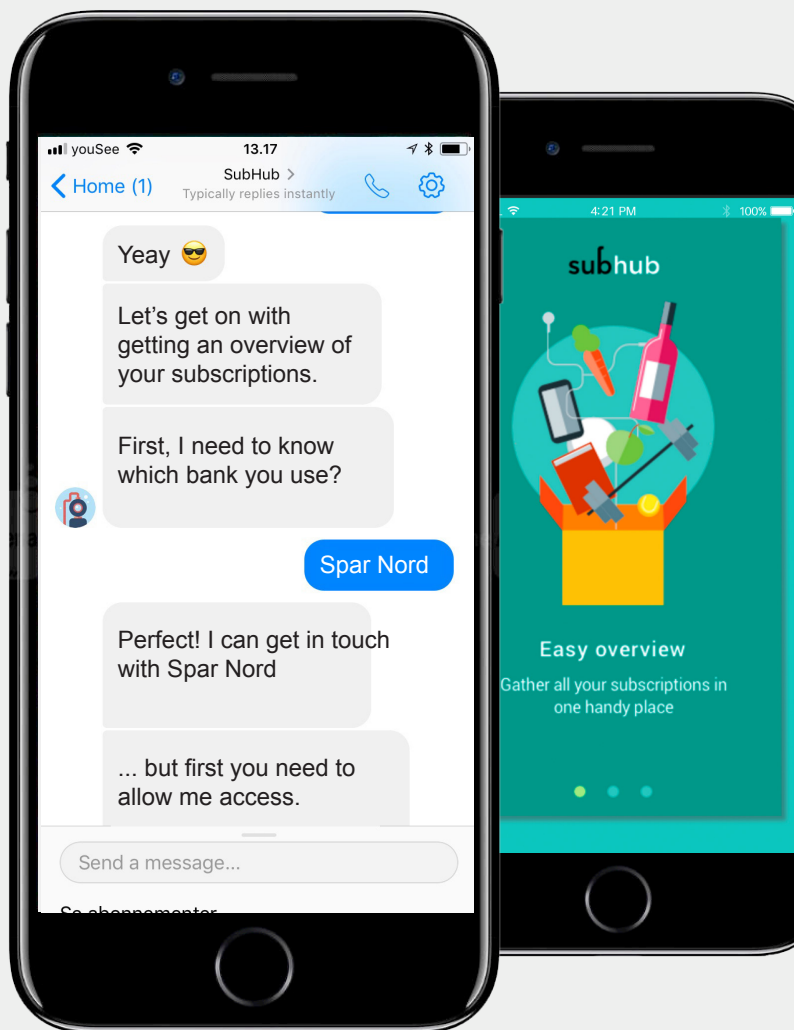 youSee
13.17
Home (1)
SubHub >
Typically replies instantly
Yeay 😎
Let’s get on with
getting an overview of
your subscriptions.
First, I need to know
which bank you use?
Spar Nord
Perfect! I can get in touch
with Spar Nord
... but first you need to
allow me access.
Send a message...
Se abonnementer
4:21 PM
100%
subhub
Easy overview
Gather all your subscriptions in
one handy place